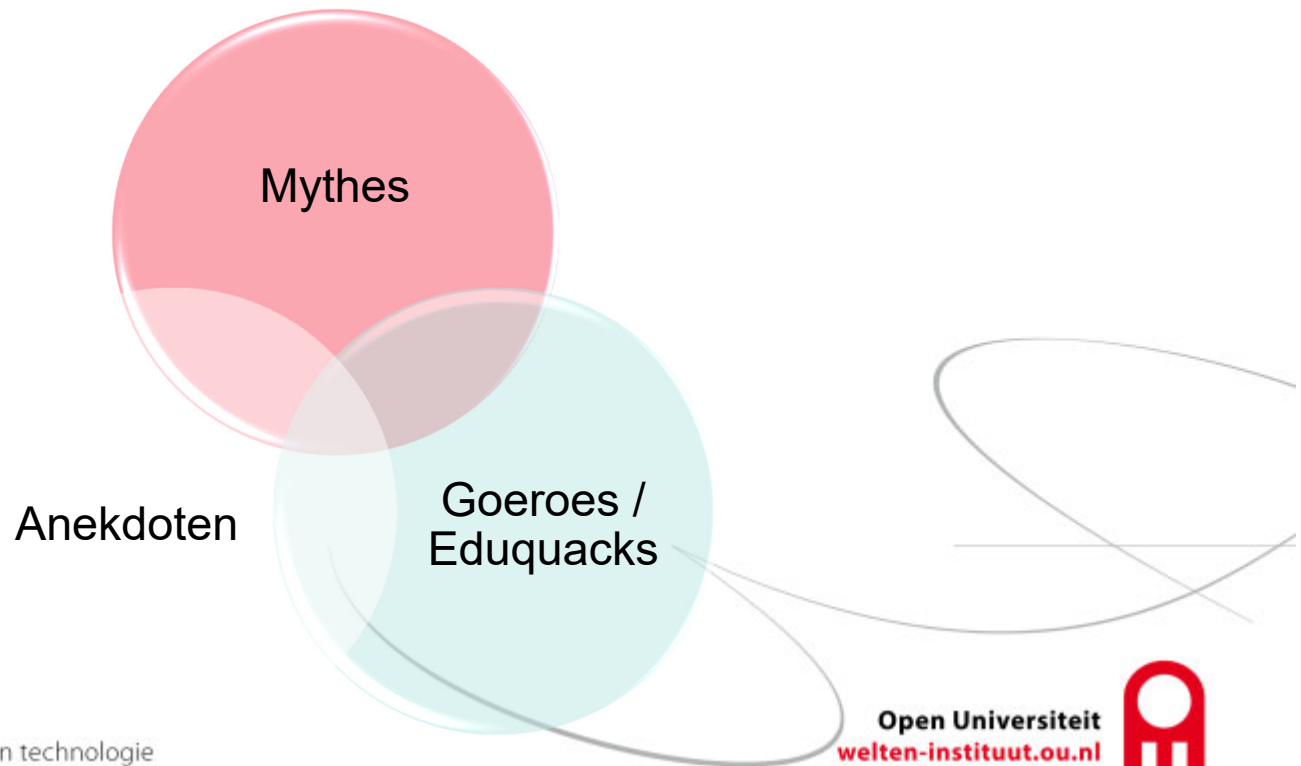 Mythes
Anekdoten
Goeroes /
Eduquacks
n technologie
Open Universiteit
welten-instituut.ou.nl